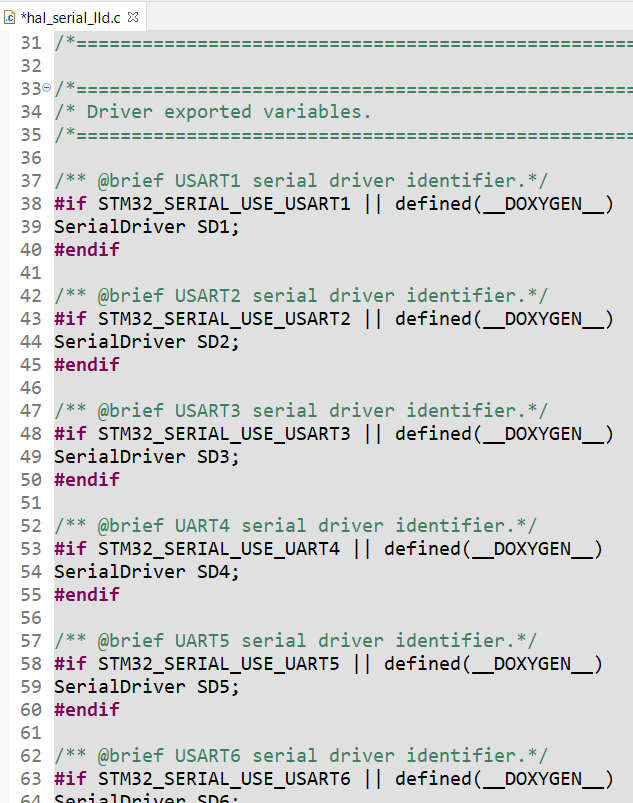 *hal_serial_lld.c
31 /*=====================================================
32
33 /*=====================================================
34 /* Driver exported variables.
35 /*=====================================================
36
37 /** @brief USART1 serial driver identifier.*/
38 #if STM32_SERIAL_USE_USART1 || defined(__DOXYGEN__)
39 SerialDriver SD1;
40 #endif
41
42 /** @brief USART2 serial driver identifier.*/
43 #if STM32_SERIAL_USE_USART2 || defined(__DOXYGEN__)
44 SerialDriver SD2;
45 #endif
46
47 /** @brief USART3 serial driver identifier.*/
48 #if STM32_SERIAL_USE_USART3 || defined(__DOXYGEN__)
49 SerialDriver SD3;
50 #endif
51
52 /** @brief UART4 serial driver identifier.*/
53 #if STM32_SERIAL_USE_UART4 || defined(__DOXYGEN__)
54 SerialDriver SD4;
55 #endif
56
57 /** @brief UART5 serial driver identifier.*/
58 #if STM32_SERIAL_USE_UART5 || defined(__DOXYGEN__)
59 SerialDriver SD5;
60 #endif
61
62 /** @brief USART6 serial driver identifier.*/
63 #if STM32_SERIAL_USE_USART6 || defined(__DOXYGEN__)
64 SerialDriver SD6;